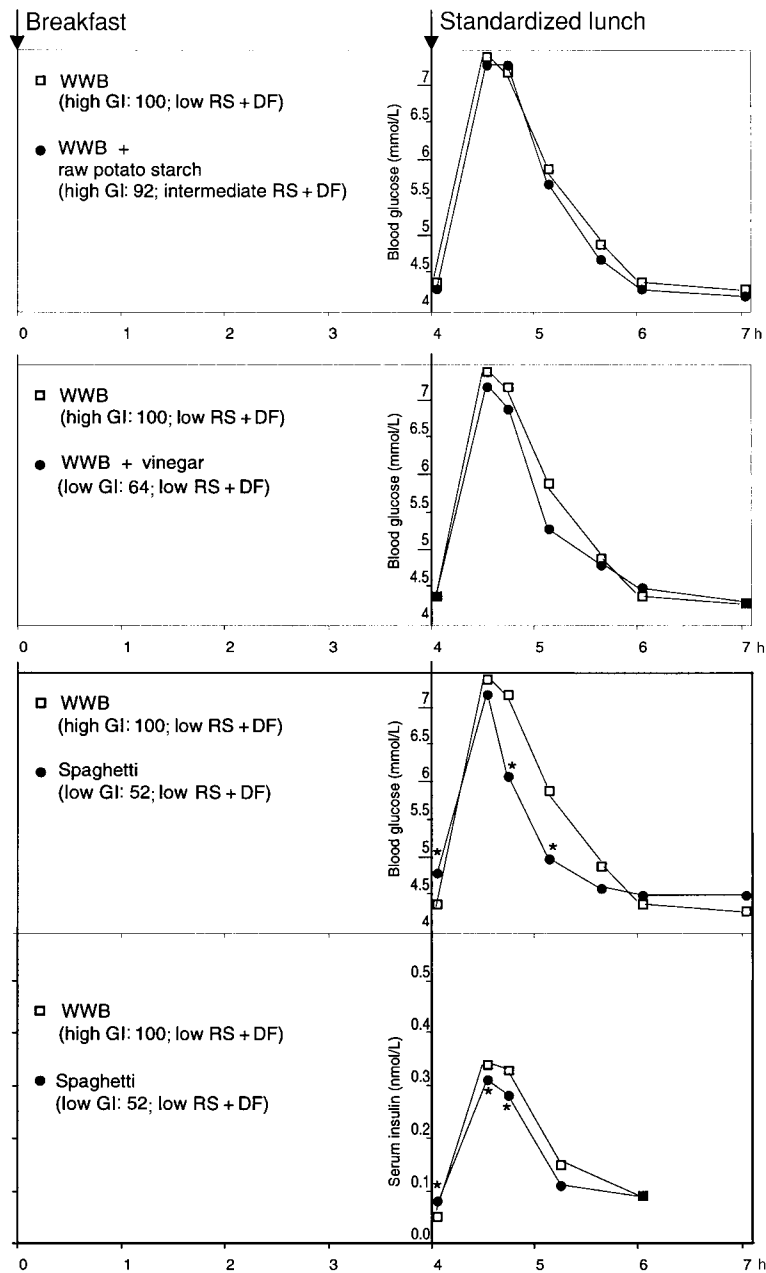 Breakfast
Standardized lunch
WWB
(high GI: 100; low RS + DF)
WWB +
raw potato starch
(high GI: 92; intermediate RS + DF)
Blood glucose (mmol/L)
7
6.5
6
5.5
5
4.5
4
0 1 2 3 4 5 6 7 h
WWB
(high GI: 100; low RS + DF)
WWB + vinegar
(low GI: 64; low RS + DF)
Blood glucose (mmol/L)
7
6.5
6
5.5
5
4.5
4
0 1 2 3 4 5 6 7 h
WWB
(high GI: 100; low RS + DF)
Spaghetti
(low GI: 52; low RS + DF)
Blood glucose (mmol/L)
7
6.5
6
5.5
5
4.5
4
*
*
*
WWB
(high GI: 100; low RS + DF)
Spaghetti
(low GI: 52; low RS + DF)
Serum insulin (nmol/L)
0.5
0.4
0.3
0.2
0.1
0.0
*
*
*
0 1 2 3 4 5 6 7 h